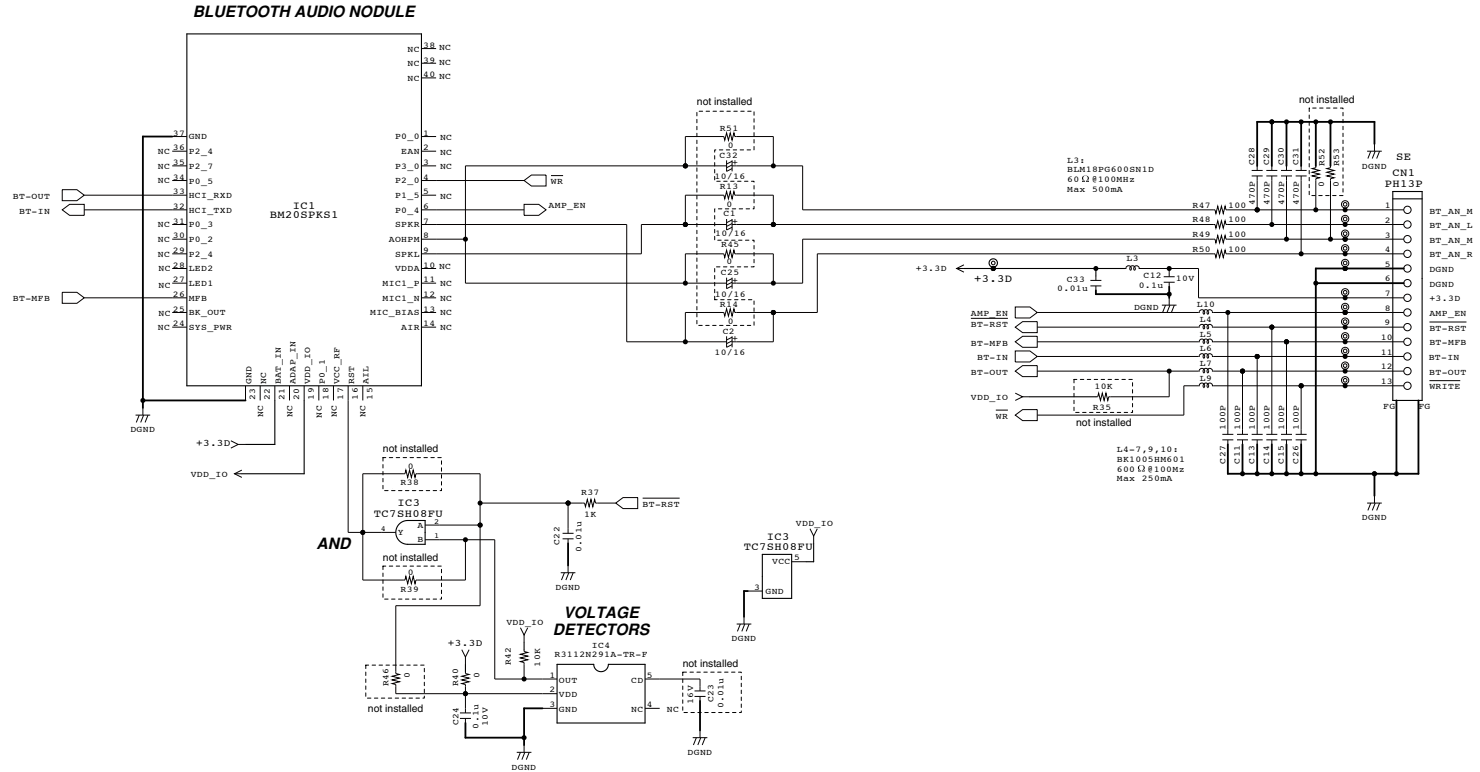 BLUETOOTH AUDIO NODULE
NC 38 NC
NC 39 NC
NC 40 NC
37 GND
NC 36 P2_4
NC 35 P2_7
NC 34 P0_5
BT-OUT 33 HCI_RXD
BT-IN 32 HCI_TXD
NC 31 P0_3
NC 30 P0_2
NC 29 P2_4
NC 28 LED2
NC 27 LED1
BT-MFB 26 MFB
NC 25 BK_OUT
NC 24 SYS_PWR
IC1
BM20SPKS1
P0_0 1 NC
EAN 2 NC
P3_0 3 NC
P2_0 4 WR
P1_5 5 NC
P0_4 6 AMP_EN
SPKR 7
AOHPM 8
SPKL 9
VDDA 10 NC
MIC1_P 11 NC
MIC1_N 12 NC
MIC_BIAS 13 NC
AIR 14 NC
GND 23
NC 22 NC
BAT_IN 21
ADAP_IN 20
VDD_IO 19
P0_1 18 NC
VCC_RF 17 NC
RST 16
AIL 15 NC
DGND
+3.3D
VDD_IO
not installed
R51
0
C32
10/16
R13
0
C1
10/16
R45
0
C25
10/16
R14
0
C2
10/16
L3:
BLM18PG600SN1D
60Ω@100MHz
Max 500mA
not installed
C28 470P
C29 470P
C30 470P
C31 470P
R52 0
R53 0
DGND
R47 100
R48 100
R49 100
R50 100
SE
CN1
PH13P
1 BT_AN_M
2 BT_AN_L
3 BT_AN_M
4 BT_AN_R
5 DGND
6 DGND
7 +3.3D
8 AMP_EN
9 BT-RST
10 BT-MFB
11 BT-IN
12 BT-OUT
13 WRITE
FG FG
+3.3D
+3.3D
C33
0.01u
L3
C12
0.1u
10V
DGND
AMP_EN L10
BT-RST L4
BT-MFB L5
BT-IN L6
BT-OUT L7
L9
VDD_IO
10K
R35
not installed
WR
L4-7,9,10:
BK1005HM601
600Ω@100Mz
Max 250mA
C27 100P
C11 100P
C13 100P
C14 100P
C15 100P
C26 100P
DGND
not installed
0
R38
IC3
TC7SH08FU
4 Y
A 2
B 1
AND
not installed
0
R39
R37
1K
BT-RST
C22
0.01u
DGND
IC3
TC7SH08FU
VDD_IO
VCC 5
3 GND
DGND
VOLTAGE
DETECTORS
IC4
R3112N291A-TR-F
VDD_IO
R42
10K
+3.3D
R40
0
R46
0
not installed
1 OUT
2 VDD
3 GND
CD 5
NC 4 NC
C24
0.1u
10V
DGND
not installed
16V
C23
0.01u
DGND